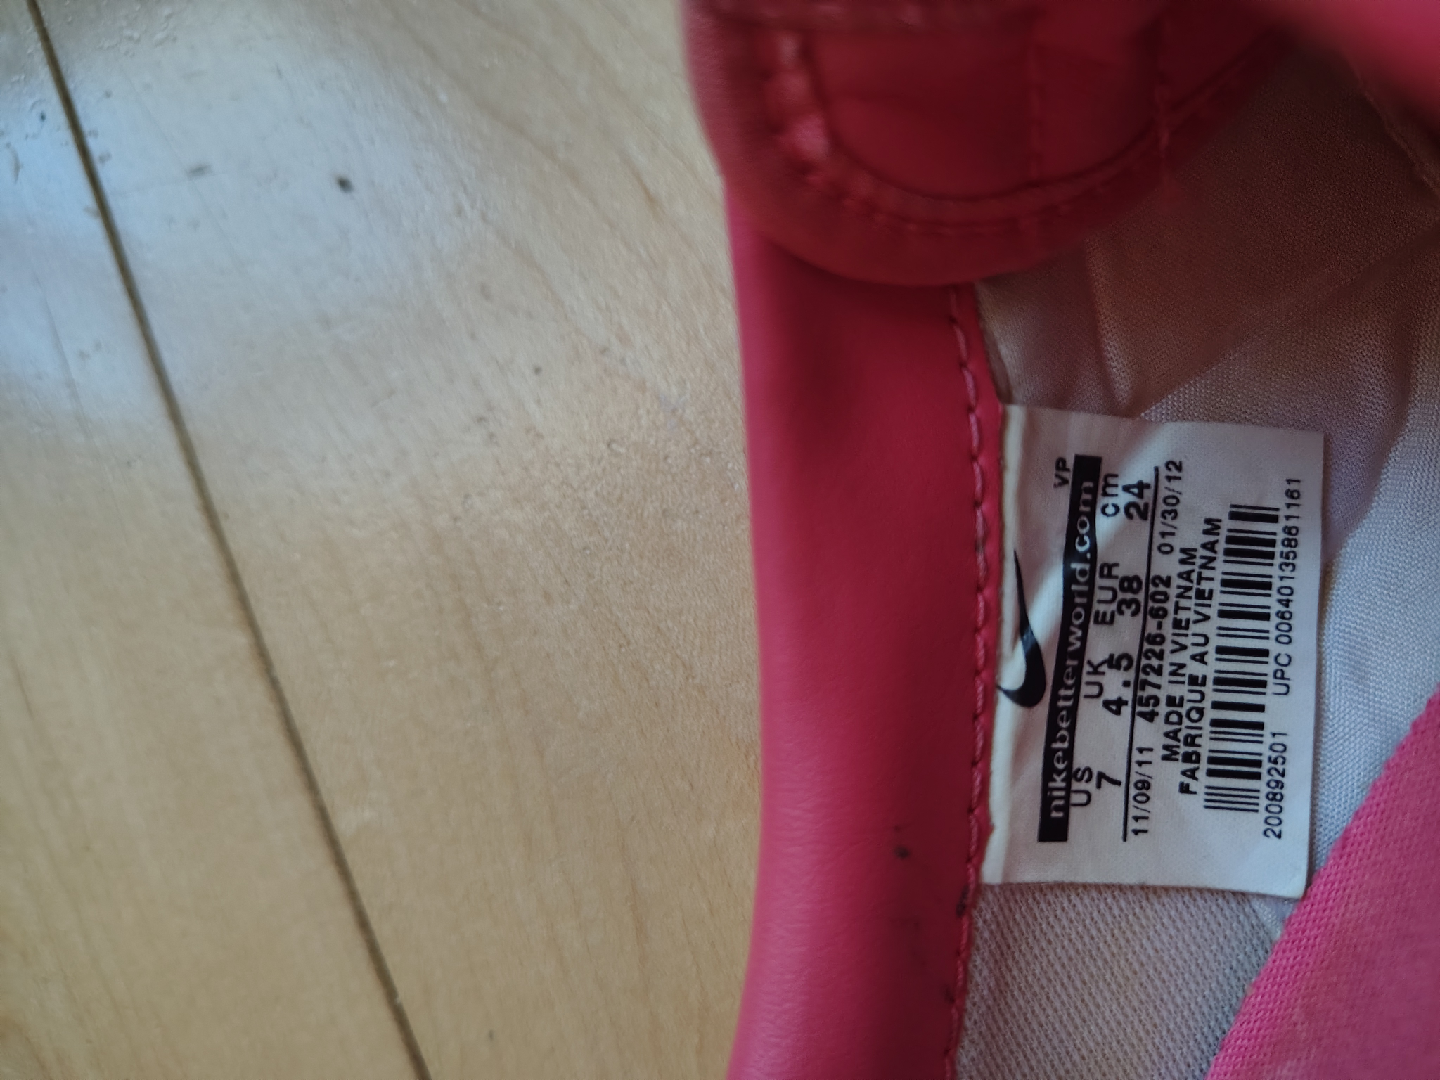 VP
nikebetterworld.com
US UK EUR cm
7 4.5 38 24
11/09/11 457226-602 01/30/12
MADE IN VIETNAM
FABRIQUE AU VIETNAM
200892501 UPC 00640135861161